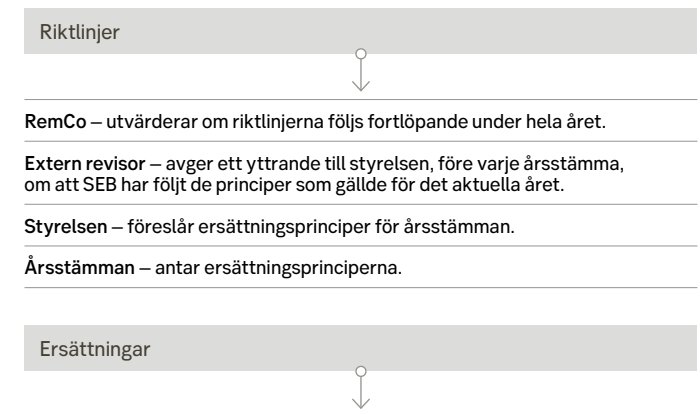 Riktlinjer
RemCo – utvärderar om riktlinjerna följs fortlöpande under hela året.
Extern revisor – avger ett yttrande till styrelsen, före varje årsstämma,
om att SEB har följt de principer som gällde för det aktuella året.
Styrelsen – föreslår ersättningsprinciper för årsstämman.
Årsstämman – antar ersättningsprinciperna.
Ersättningar